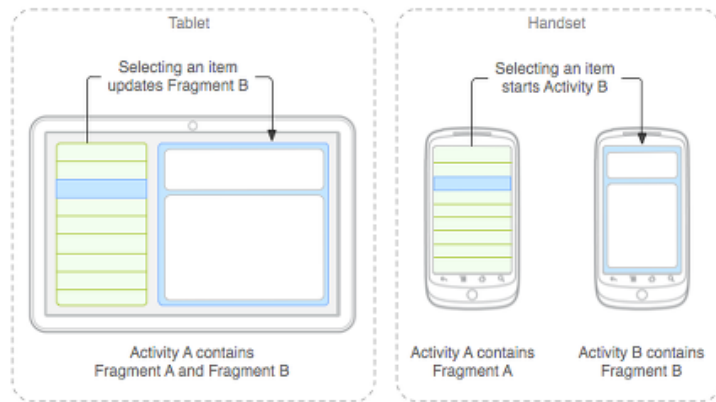 Tablet
Selecting an item
updates Fragment B
Activity A contains
Fragment A and Fragment B
Handset
Selecting an item
starts Activity B
Activity A contains
Fragment A
Activity B contains
Fragment B